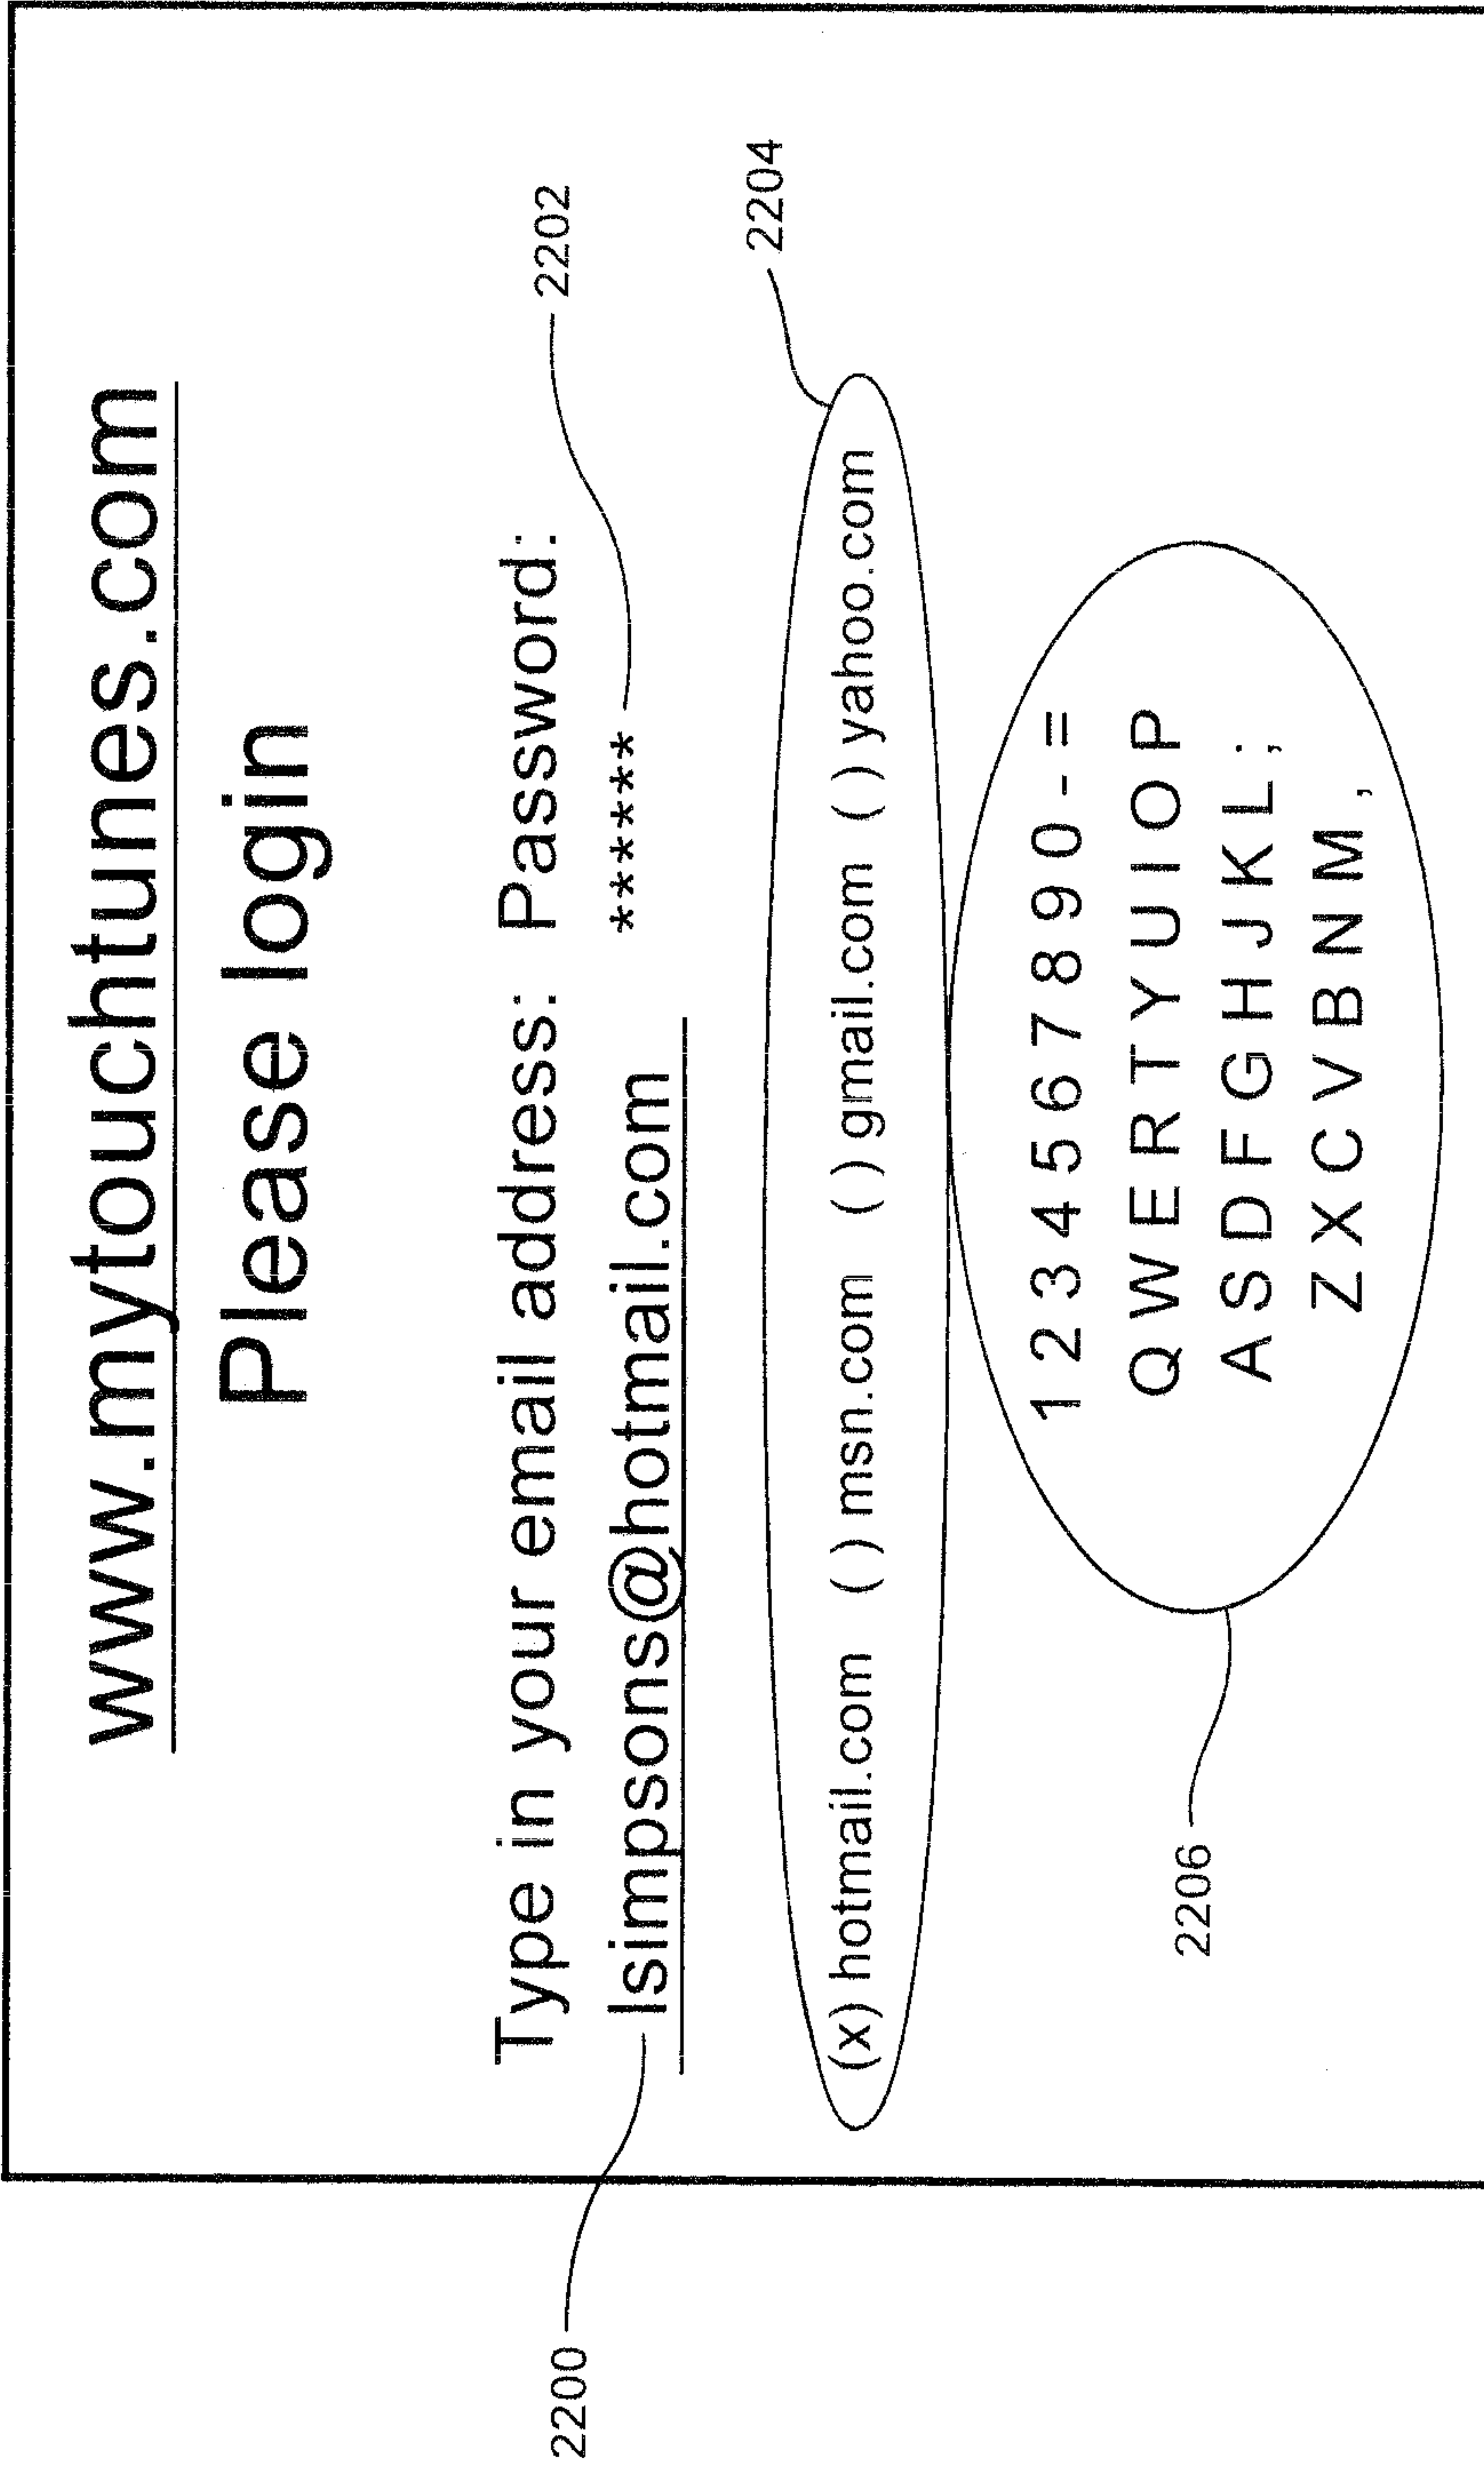 www.mytouchtunes.com
Please login
Type in your email address: Password:
lsimpsons@hotmail.com ******
(x) hotmail.com ( ) msn.com ( ) gmail.com ( ) yahoo.com
1 2 3 4 5 6 7 8 9 0 - =
Q W E R T Y U I O P
A S D F G H J K L ;
Z X C V B N M ,
2200
2202
2204
2206